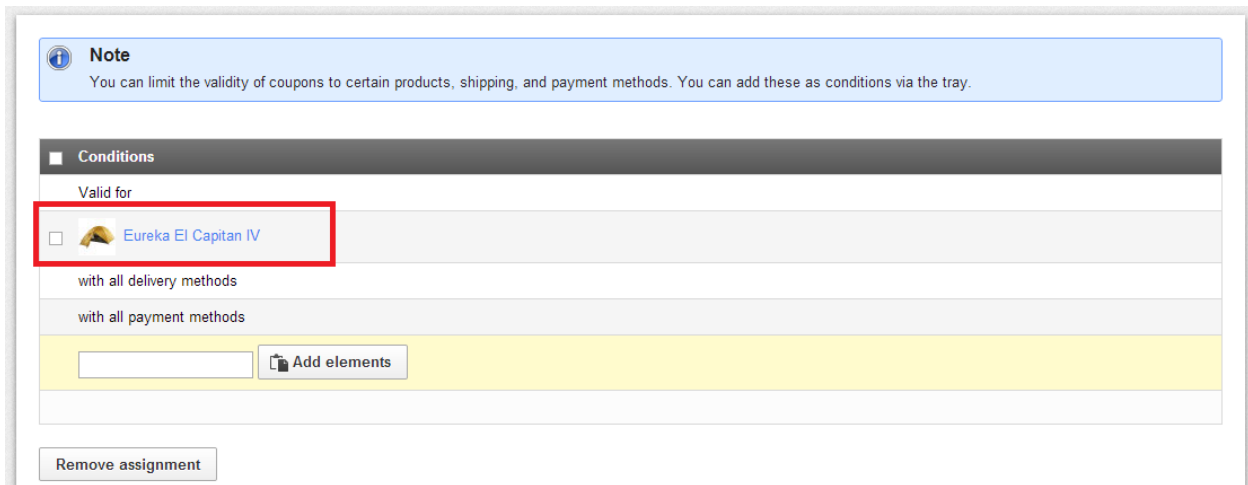 Note
You can limit the validity of coupons to certain products, shipping, and payment methods. You can add these as conditions via the tray.
Conditions
Valid for
Eureka El Capitan IV
with all delivery methods
with all payment methods
Add elements
Remove assignment